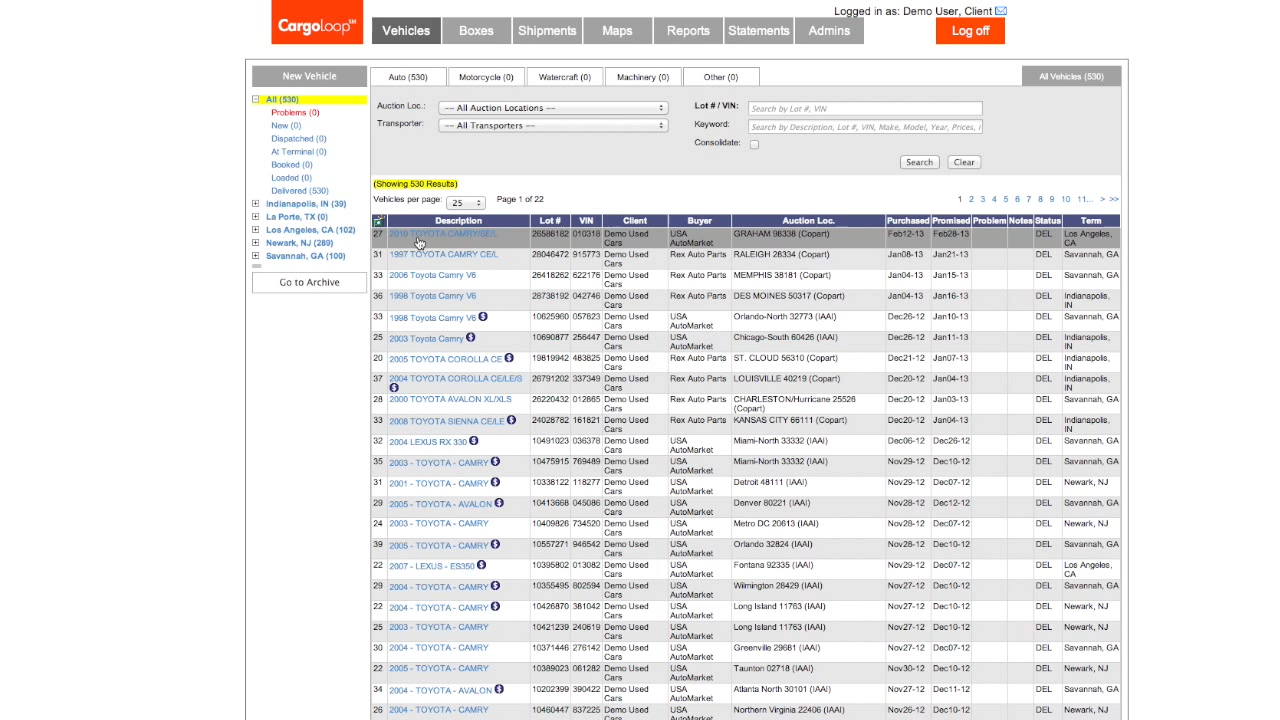 Logged in as: Demo User, Client
CargoLoop™
Vehicles Boxes Shipments Maps Reports Statements Admins Log off
New Vehicle
All (530)
Problems (0)
New (0)
Dispatched (0)
At Terminal (0)
Booked (0)
Loaded (0)
Delivered (530)
Indianapolis, IN (39)
La Porte, TX (0)
Los Angeles, CA (102)
Newark, NJ (289)
Savannah, GA (100)
Go to Archive
Auto (530) Motorcycle (0) Watercraft (0) Machinery (0) Other (0) All Vehicles (530)
Auction Loc.: -- All Auction Locations -- Lot # / VIN: Search by Lot #, VIN
Transporter: -- All Transporters -- Keyword: Search by Description, Lot #, VIN, Make, Model, Year, Prices,
Consolidate:
Search Clear
(Showing 530 Results)
Vehicles per page: 25 Page 1 of 22 1 2 3 4 5 6 7 8 9 10 11... > >>
Description Lot # VIN Client Buyer Auction Loc. Purchased Promised Problem Notes Status Term
27 2010 TOYOTA CAMRY/SE/L 26588182 010318 Demo Used Cars USA AutoMarket GRAHAM 98338 (Copart) Feb12-13 Feb28-13 DEL Los Angeles, CA
31 1997 TOYOTA CAMRY CE/L 28046472 915773 Demo Used Cars Rex Auto Parts RALEIGH 28334 (Copart) Jan08-13 Jan21-13 DEL Savannah, GA
33 2006 Toyota Camry V6 26418262 622176 Demo Used Cars Rex Auto Parts MEMPHIS 38181 (Copart) Jan04-13 Jan15-13 DEL Savannah, GA
36 1998 Toyota Camry V6 28738192 042746 Demo Used Cars Rex Auto Parts DES MOINES 50317 (Copart) Jan04-13 Jan16-13 DEL Indianapolis, IN
33 1998 Toyota Camry V6 $ 10625960 057823 Demo Used Cars USA AutoMarket Orlando-North 32773 (IAAI) Dec26-12 Jan10-13 DEL Savannah, GA
25 2003 Toyota Camry $ 10690877 256447 Demo Used Cars USA AutoMarket Chicago-South 60426 (IAAI) Dec26-12 Jan11-13 DEL Indianapolis, IN
20 2005 TOYOTA COROLLA CE $ 19819942 483825 Demo Used Cars Rex Auto Parts ST. CLOUD 56310 (Copart) Dec21-12 Jan07-13 DEL Indianapolis, IN
37 2004 TOYOTA COROLLA CE/LE/S $ 26791202 337349 Demo Used Cars Rex Auto Parts LOUISVILLE 40219 (Copart) Dec20-12 Jan04-13 DEL Indianapolis, IN
28 2000 TOYOTA AVALON XL/XLS 26220432 012865 Demo Used Cars Rex Auto Parts CHARLESTON/Hurricane 25526 (Copart) Dec20-12 Jan03-13 DEL Savannah, GA
33 2008 TOYOTA SIENNA CE/LE $ 24028782 161821 Demo Used Cars Rex Auto Parts KANSAS CITY 66111 (Copart) Dec20-12 Jan04-13 DEL Indianapolis, IN
32 2004 LEXUS RX 330 $ 10491023 036378 Demo Used Cars USA AutoMarket Miami-North 33332 (IAAI) Dec06-12 Dec26-12 DEL Savannah, GA
35 2003 - TOYOTA - CAMRY $ 10475915 769489 Demo Used Cars USA AutoMarket Miami-North 33332 (IAAI) Nov29-12 Dec10-12 DEL Savannah, GA
31 2001 - TOYOTA - CAMRY $ 10338122 118277 Demo Used Cars USA AutoMarket Detroit 48111 (IAAI) Nov29-12 Dec07-12 DEL Newark, NJ
29 2005 - TOYOTA - AVALON $ 10413668 045086 Demo Used Cars USA AutoMarket Denver 80221 (IAAI) Nov28-12 Dec12-12 DEL Savannah, GA
24 2003 - TOYOTA - CAMRY 10409826 734520 Demo Used Cars USA AutoMarket Metro DC 20613 (IAAI) Nov28-12 Dec07-12 DEL Newark, NJ
39 2005 - TOYOTA - CAMRY $ 10557271 946542 Demo Used Cars USA AutoMarket Orlando 32824 (IAAI) Nov28-12 Dec10-12 DEL Savannah, GA
22 2007 - LEXUS - ES350 $ 10395802 013082 Demo Used Cars USA AutoMarket Fontana 92335 (IAAI) Nov27-12 Dec07-12 DEL Los Angeles, CA
29 2004 - TOYOTA - CAMRY $ 10355495 802594 Demo Used Cars USA AutoMarket Wilmington 28429 (IAAI) Nov27-12 Dec10-12 DEL Savannah, GA
22 2004 - TOYOTA - CAMRY $ 10426870 381042 Demo Used Cars USA AutoMarket Long Island 11763 (IAAI) Nov27-12 Dec10-12 DEL Newark, NJ
25 2003 - TOYOTA - CAMRY 10421239 240619 Demo Used Cars USA AutoMarket Long Island 11763 (IAAI) Nov27-12 Dec10-12 DEL Newark, NJ
30 2004 - TOYOTA - CAMRY 10371446 276142 Demo Used Cars USA AutoMarket Greenville 29681 (IAAI) Nov27-12 Dec10-12 DEL Savannah, GA
22 2005 - TOYOTA - CAMRY 10389023 061282 Demo Used Cars USA AutoMarket Taunton 02718 (IAAI) Nov30-12 Dec10-12 DEL Newark, NJ
34 2004 - TOYOTA - AVALON $ 10202399 390422 Demo Used Cars USA AutoMarket Atlanta North 30101 (IAAI) Nov27-12 Dec11-12 DEL Savannah, GA
26 2004 - TOYOTA - CAMRY 10460447 837225 Demo Used Cars USA AutoMarket Northern Virginia 22406 (IAAI) Nov26-12 Dec10-12 DEL Newark, NJ